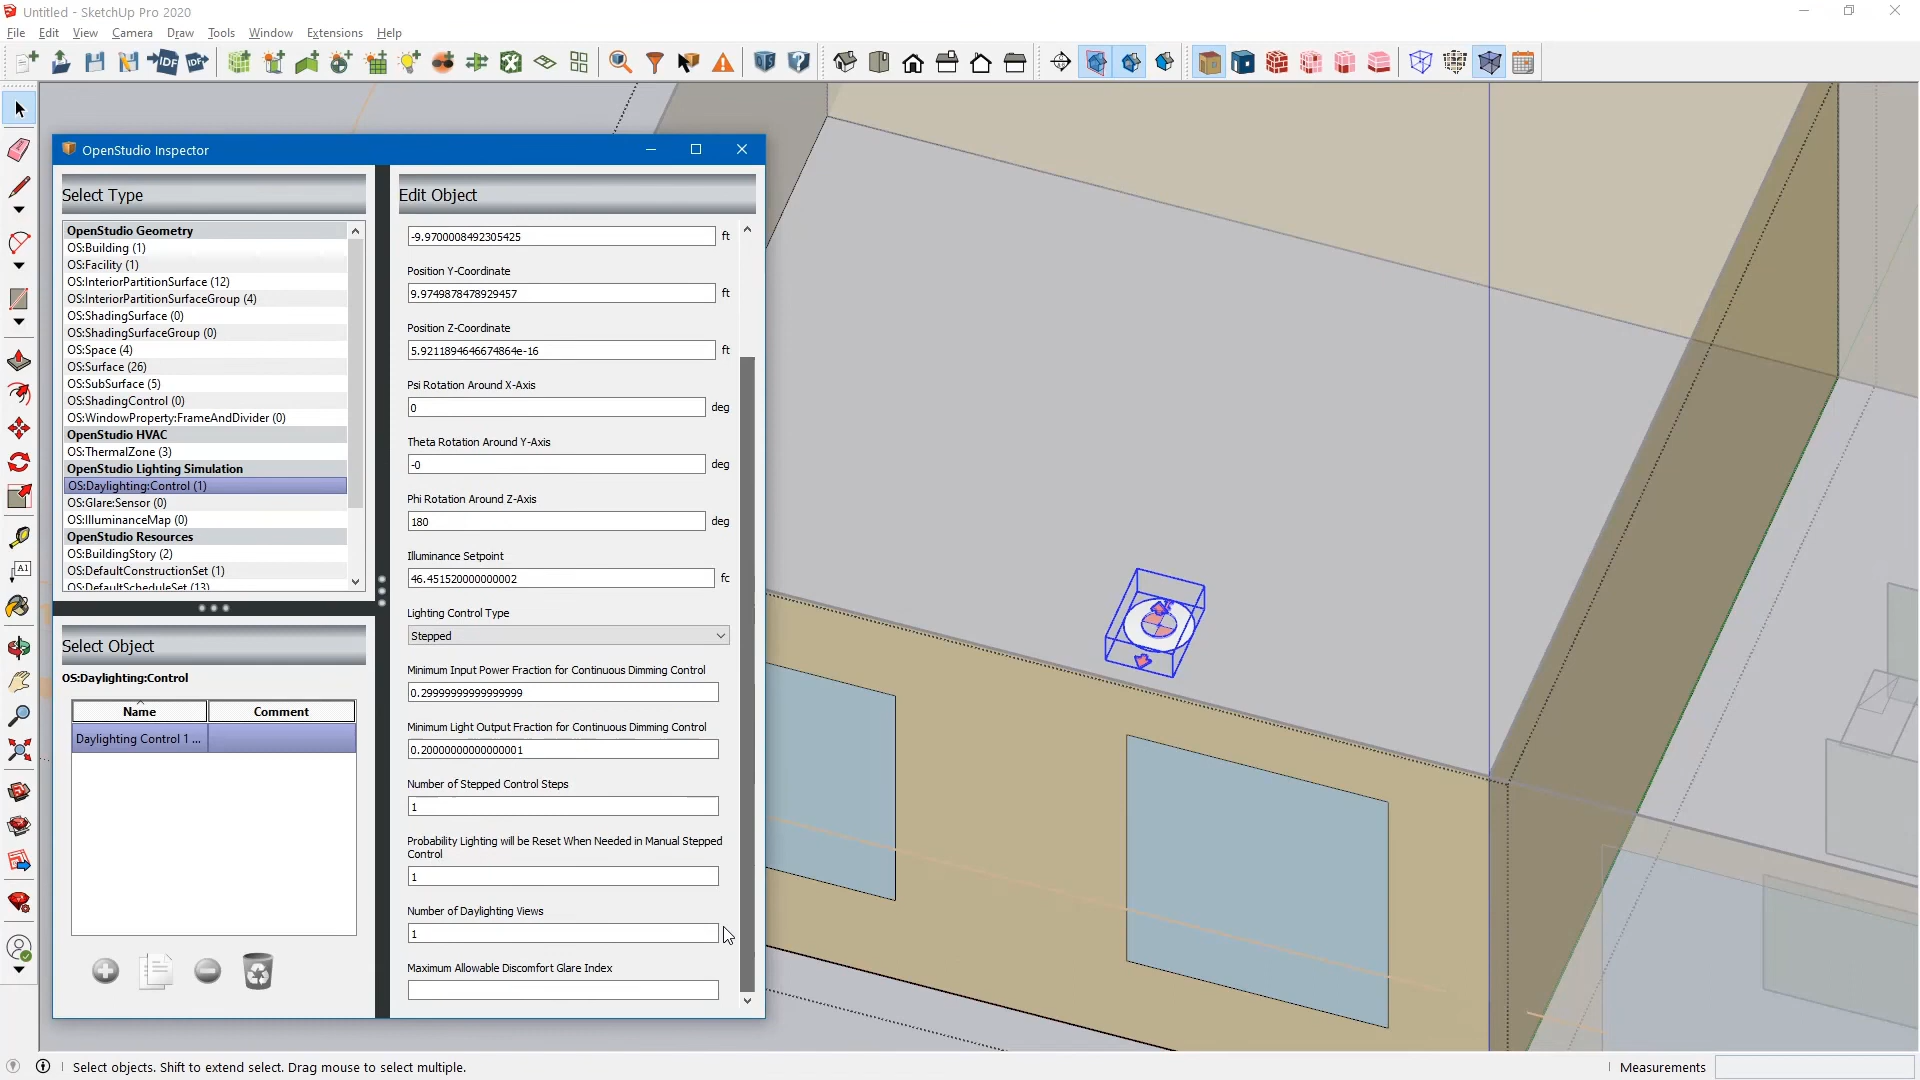 Untitled - SketchUp Pro 2020
File Edit View Camera Draw Tools Window Extensions Help
OpenStudio Inspector
Select Type
OpenStudio Geometry
OS:Building (1)
OS:Facility (1)
OS:InteriorPartitionSurface (12)
OS:InteriorPartitionSurfaceGroup (4)
OS:ShadingSurface (0)
OS:ShadingSurfaceGroup (0)
OS:Space (4)
OS:Surface (26)
OS:SubSurface (5)
OS:ShadingControl (0)
OS:WindowProperty:FrameAndDivider (0)
OpenStudio HVAC
OS:ThermalZone (3)
OpenStudio Lighting Simulation
OS:Daylighting:Control (1)
OS:Glare:Sensor (0)
OS:IlluminanceMap (0)
OpenStudio Resources
OS:BuildingStory (2)
OS:DefaultConstructionSet (1)
OS:DefaultScheduleSet (13)
Select Object
OS:Daylighting:Control
Name Comment
Daylighting Control 1 ...
Edit Object
-9.9700008492305425 ft
Position Y-Coordinate
9.9749878478929457 ft
Position Z-Coordinate
5.9211894646674864e-16 ft
Psi Rotation Around X-Axis
0 deg
Theta Rotation Around Y-Axis
-0 deg
Phi Rotation Around Z-Axis
180 deg
Illuminance Setpoint
46.451520000000002 fc
Lighting Control Type
Stepped
Minimum Input Power Fraction for Continuous Dimming Control
0.29999999999999999
Minimum Light Output Fraction for Continuous Dimming Control
0.20000000000000001
Number of Stepped Control Steps
1
Probability Lighting will be Reset When Needed in Manual Stepped
Control
1
Number of Daylighting Views
1
Maximum Allowable Discomfort Glare Index
IDF
IDF
A1
Select objects. Shift to extend select. Drag mouse to select multiple.
Measurements